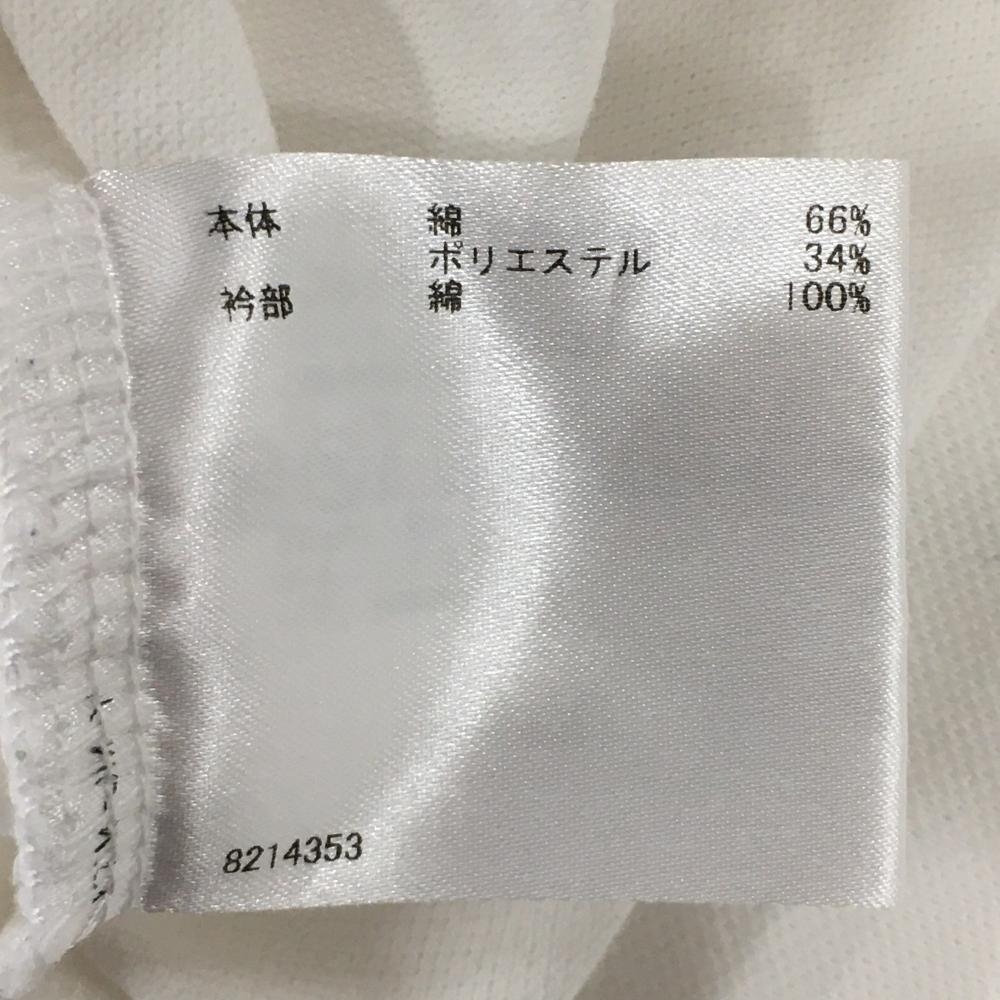 本体 綿 66%
ポリエステル 34%
衿部 綿 100%
8214353